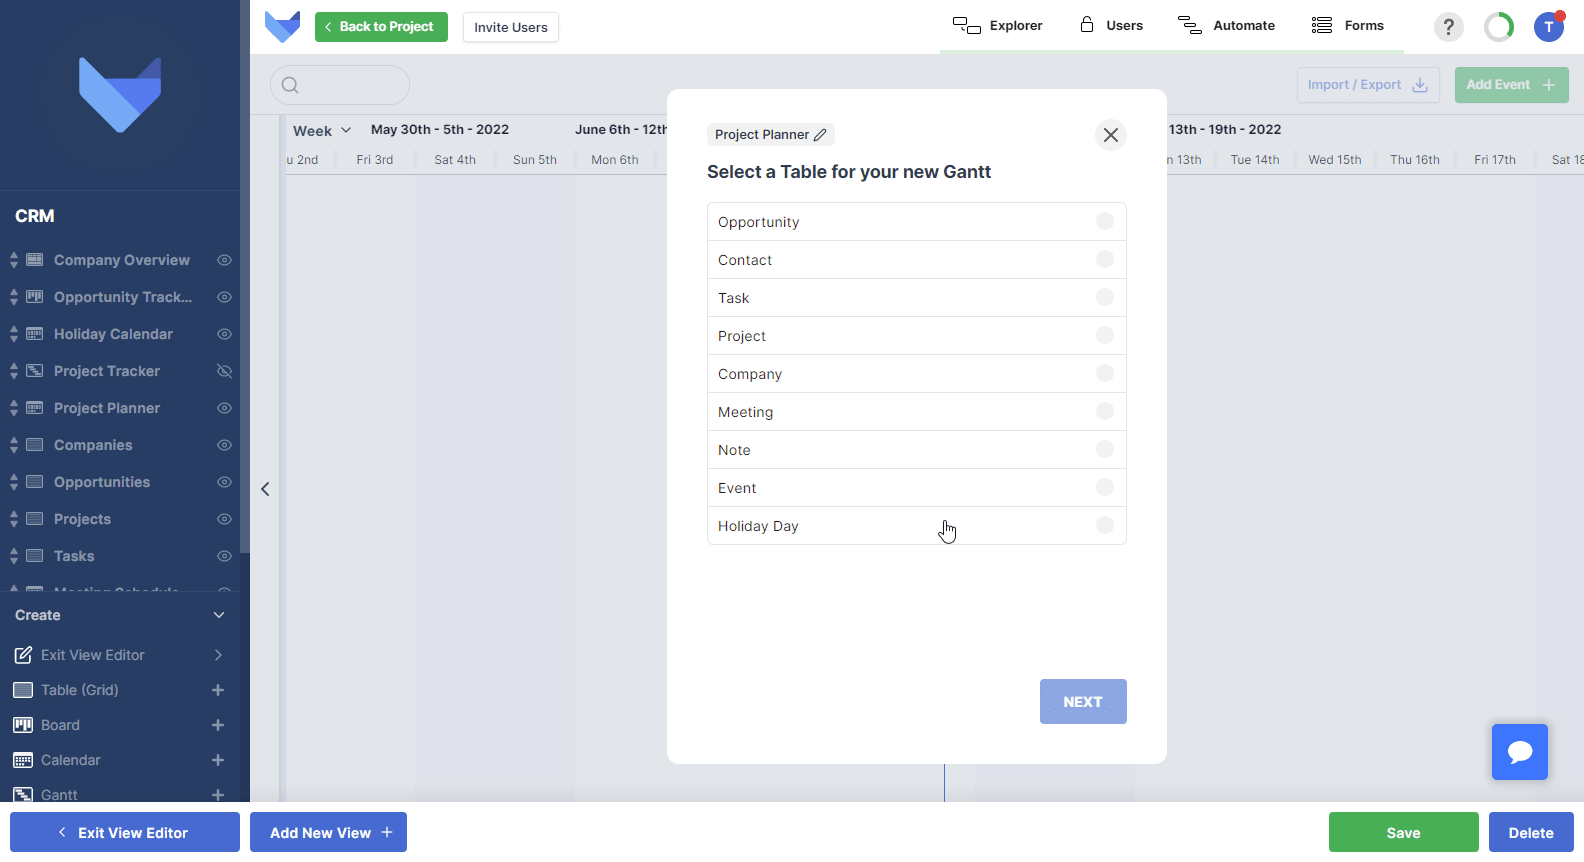 Back to Project
Invite Users
Explorer
Users
Automate
Forms
?
T
Import / Export
Add Event
Week
May 30th - 5th - 2022
June 6th - 12th
13th - 19th - 2022
u 2nd
Fri 3rd
Sat 4th
Sun 5th
Mon 6th
n 13th
Tue 14th
Wed 15th
Thu 16th
Fri 17th
Sat 18
CRM
Company Overview
Opportunity Track...
Holiday Calendar
Project Tracker
Project Planner
Companies
Opportunities
Projects
Tasks
Meeting Schedule
Create
Exit View Editor
Table (Grid)
Board
Calendar
Gantt
Project Planner
Select a Table for your new Gantt
Opportunity
Contact
Task
Project
Company
Meeting
Note
Event
Holiday Day
NEXT
Exit View Editor
Add New View
Save
Delete